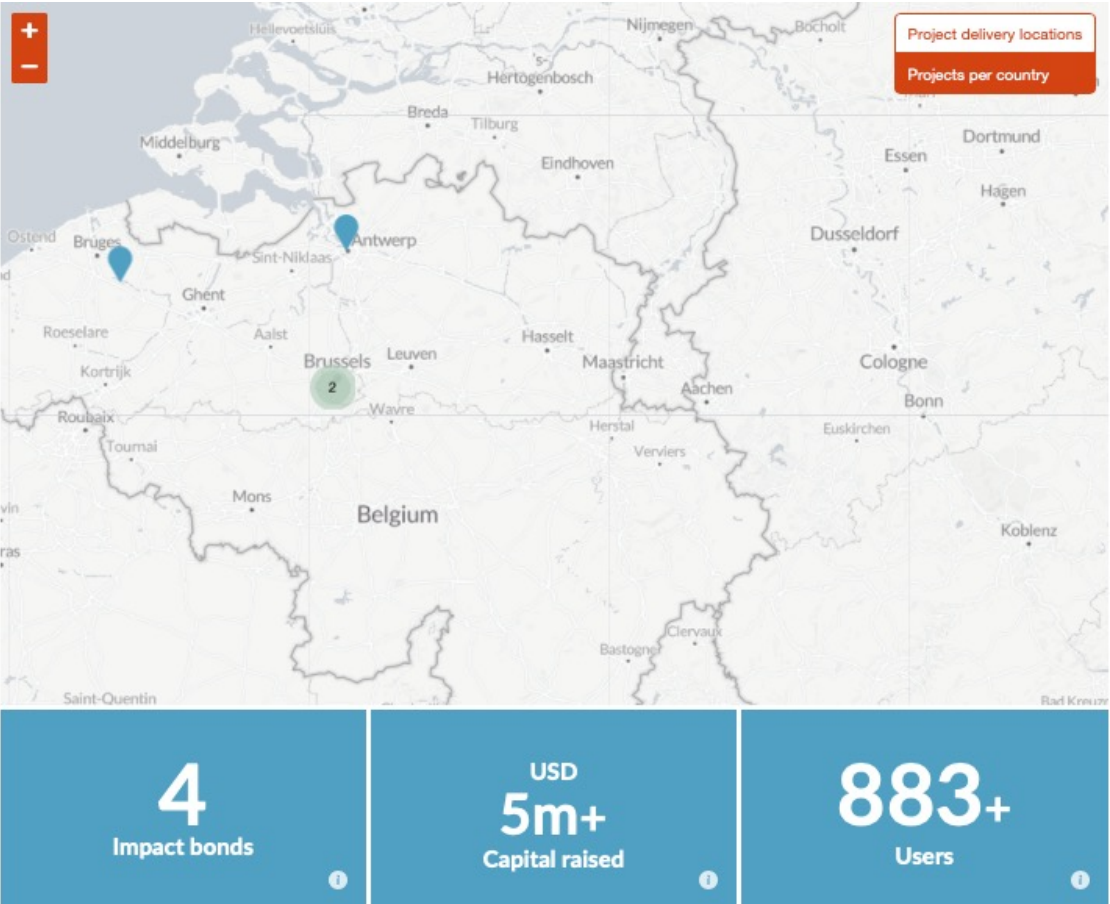 +
−
Project delivery locations
Projects per country
Hellevoetsluis
Nijmegen
Bocholt
's-
Hertogenbosch
Breda
Tilburg
Middelburg
Eindhoven
Dortmund
Essen
Hagen
Ostend
Bruges
Antwerp
Sint-Niklaas
Dusseldorf
Ghent
Roeselare
Aalst
Hasselt
Brussels
Leuven
Maastricht
Cologne
Kortrijk
2
Aachen
Wavre
Bonn
Roubaix
Herstal
Euskirchen
Tournai
Verviers
Mons
Belgium
Koblenz
Clervaux
Bastogne
Saint-Quentin
4
Impact bonds
USD
5m+
Capital raised
883+
Users